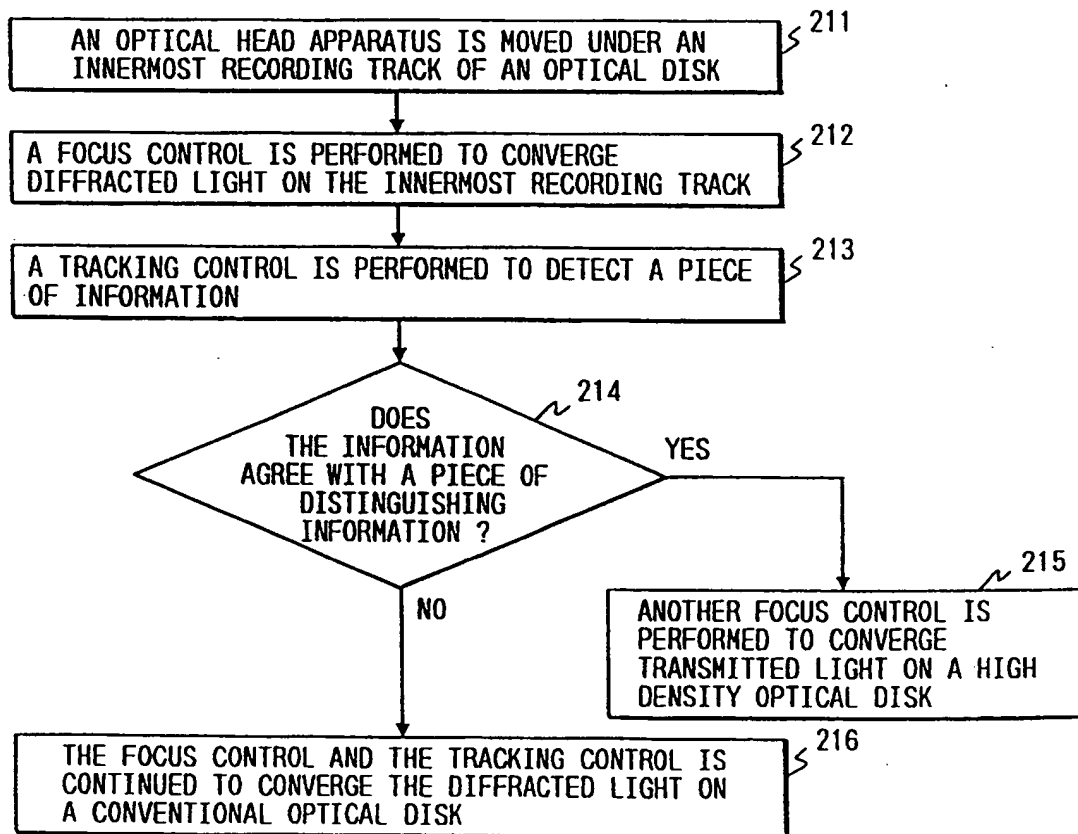 AN OPTICAL HEAD APPARATUS IS MOVED UNDER AN
INNERMOST RECORDING TRACK OF AN OPTICAL DISK
211
A FOCUS CONTROL IS PERFORMED TO CONVERGE
DIFFRACTED LIGHT ON THE INNERMOST RECORDING TRACK
212
A TRACKING CONTROL IS PERFORMED TO DETECT A PIECE
OF INFORMATION
213
DOES
THE INFORMATION
AGREE WITH A PIECE OF
DISTINGUISHING
INFORMATION ?
214
YES
NO
215
ANOTHER FOCUS CONTROL IS
PERFORMED TO CONVERGE
TRANSMITTED LIGHT ON A HIGH
DENSITY OPTICAL DISK
THE FOCUS CONTROL AND THE TRACKING CONTROL IS
CONTINUED TO CONVERGE THE DIFFRACTED LIGHT ON
A CONVENTIONAL OPTICAL DISK
216